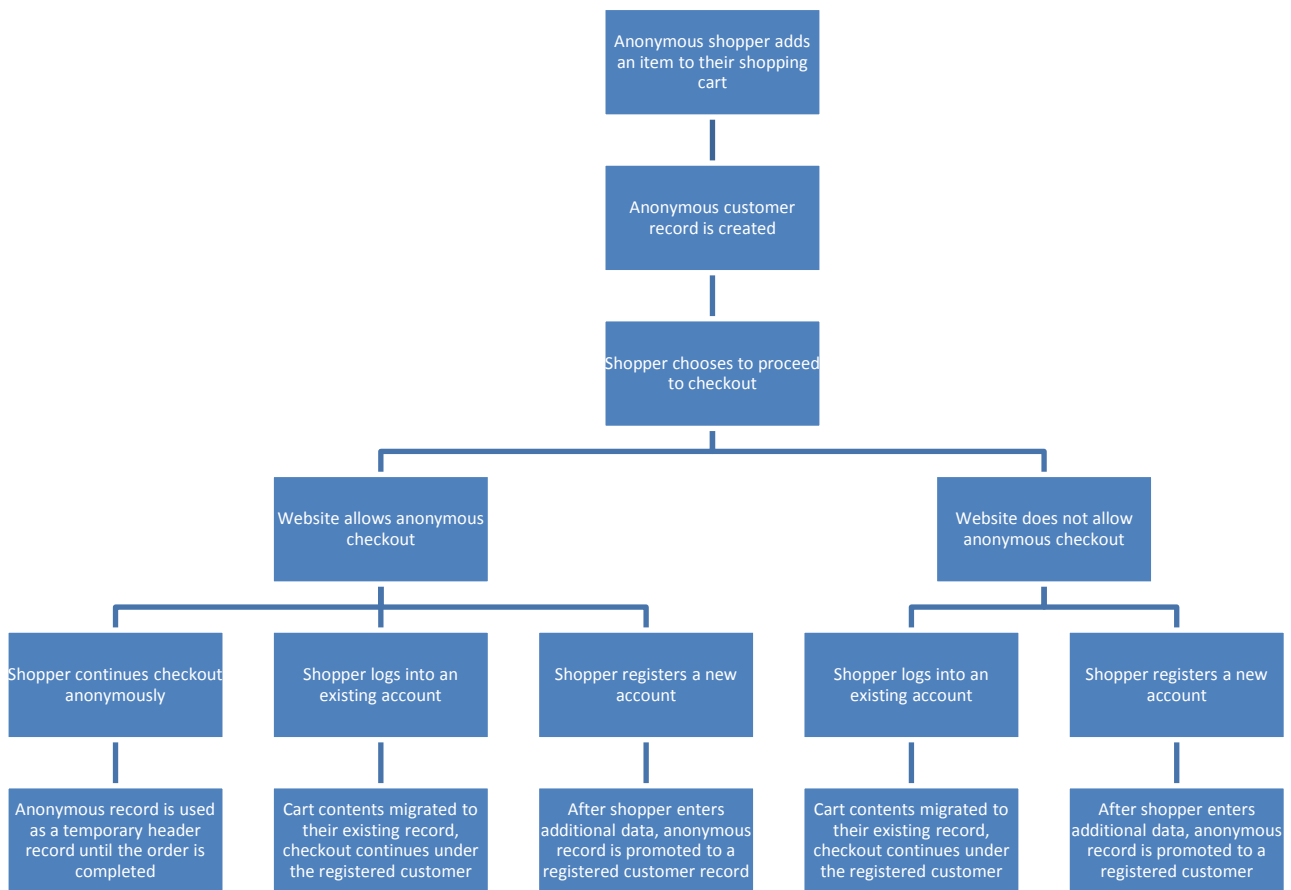 Anonymous shopper adds
an item to their shopping
cart
Anonymous customer
record is created
Shopper chooses to proceed
to checkout
Website allows anonymous
checkout
Website does not allow
anonymous checkout
Shopper continues checkout
anonymously
Shopper logs into an
existing account
Shopper registers a new
account
Shopper logs into an
existing account
Shopper registers a new
account
Anonymous record is used
as a temporary header
record until the order is
completed
Cart contents migrated to
their existing record,
checkout continues under
the registered customer
After shopper enters
additional data, anonymous
record is promoted to a
registered customer record
Cart contents migrated to
their existing record,
checkout continues under
the registered customer
After shopper enters
additional data, anonymous
record is promoted to a
registered customer